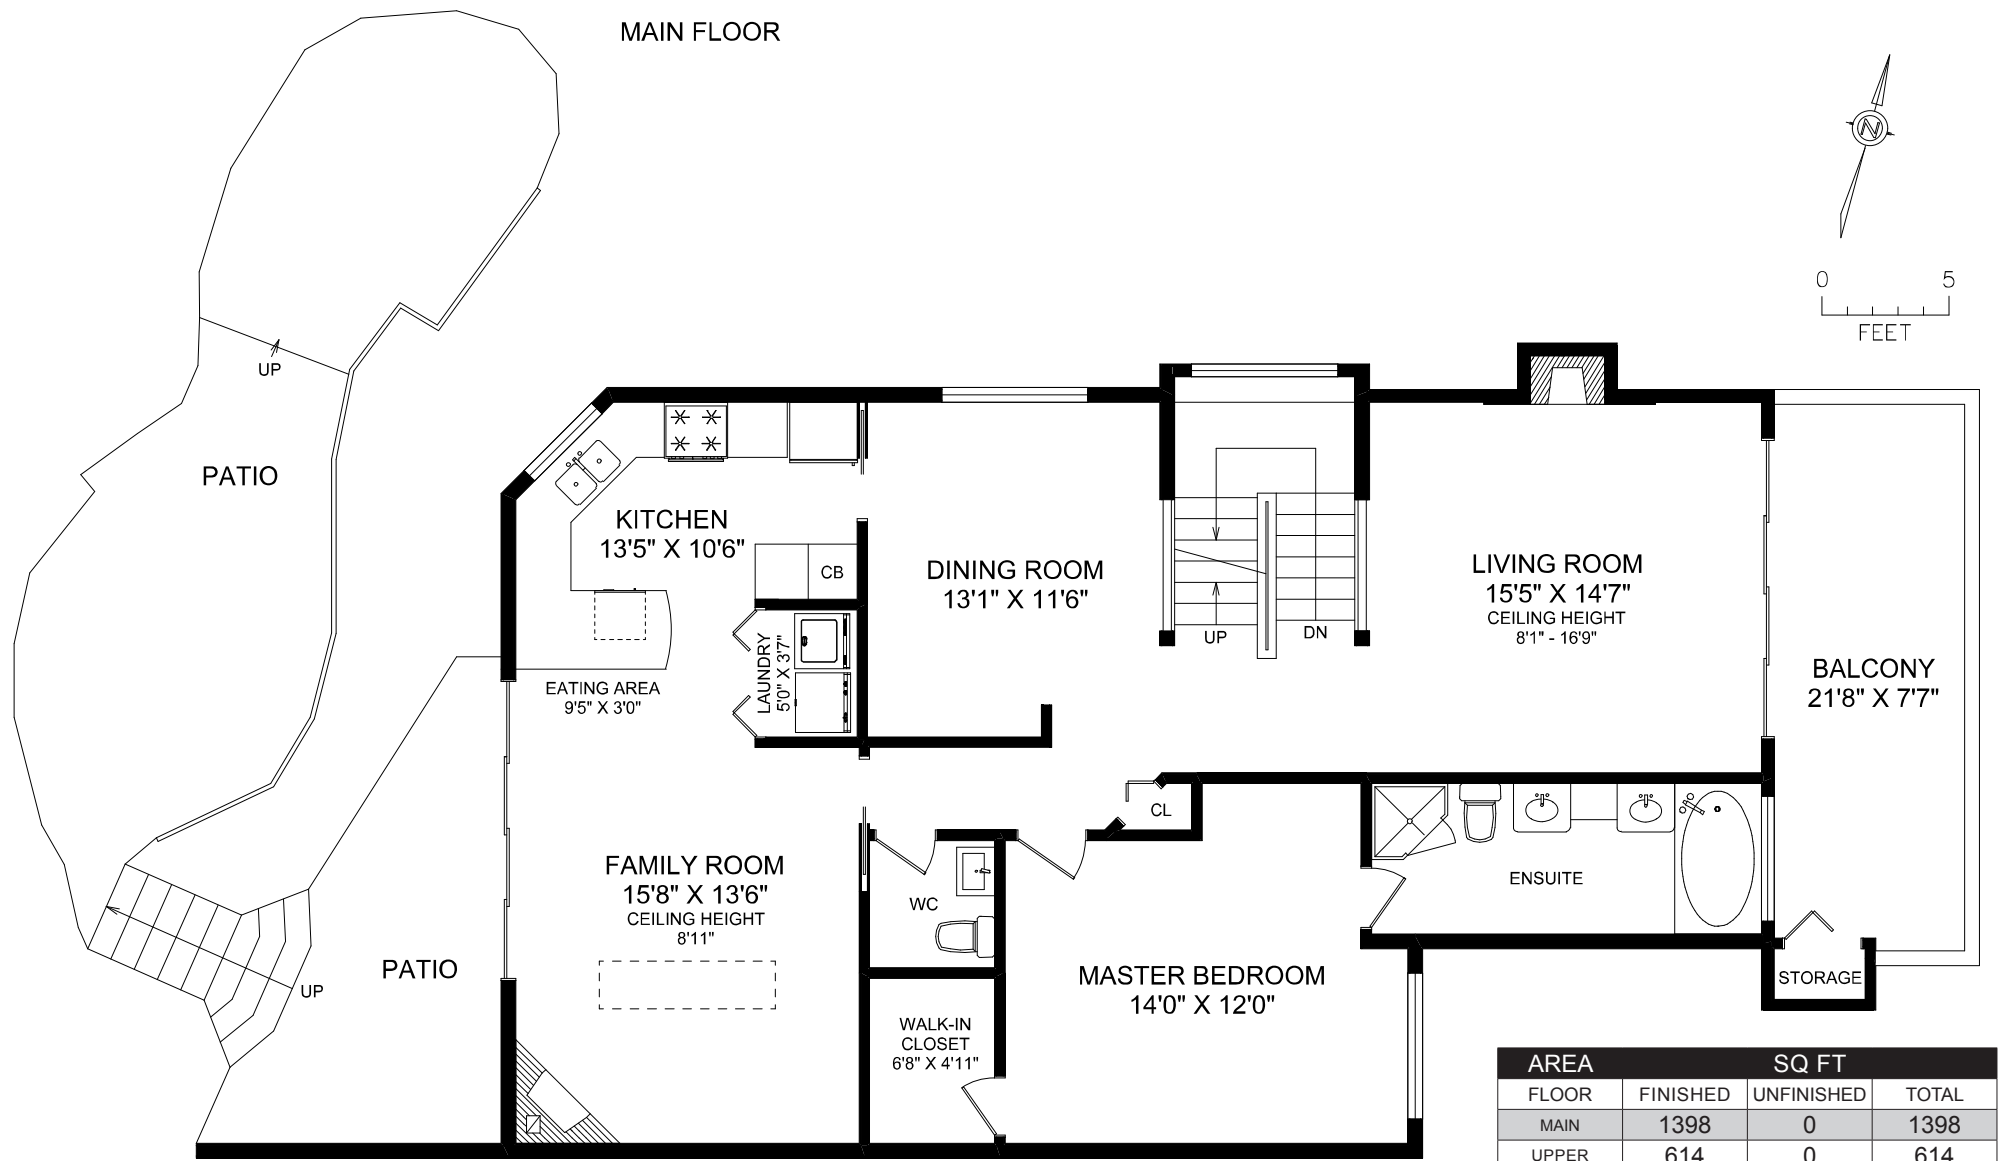 MAIN FLOOR
N
0 5
FEET
UP
PATIO
KITCHEN
13'5" X 10'6"
CB
DINING ROOM
13'1" X 11'6"
UP
DN
LIVING ROOM
15'5" X 14'7"
CEILING HEIGHT
8'1" - 16'9"
BALCONY
21'8" X 7'7"
LAUNDRY
5'0" X 3'7"
EATING AREA
9'5" X 3'0"
CL
FAMILY ROOM
15'8" X 13'6"
CEILING HEIGHT
8'11"
WC
ENSUITE
PATIO
UP
MASTER BEDROOM
14'0" X 12'0"
STORAGE
WALK-IN
CLOSET
6'8" X 4'11"
AREA SQ FT
FLOOR FINISHED UNFINISHED TOTAL
MAIN 1398 0 1398
UPPER 614 0 614